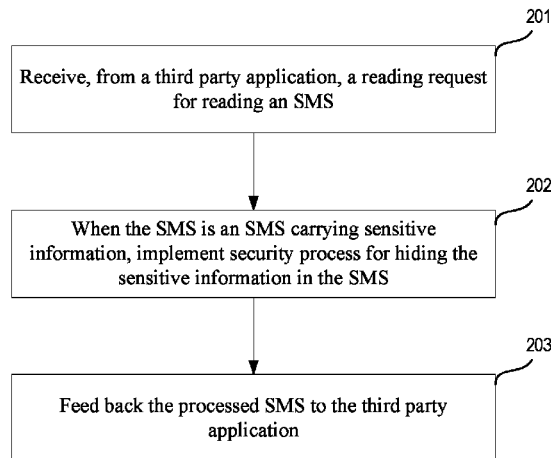 201
Receive, from a third party application, a reading request
for reading an SMS
202
When the SMS is an SMS carrying sensitive
information, implement security process for hiding the
sensitive information in the SMS
203
Feed back the processed SMS to the third party
application